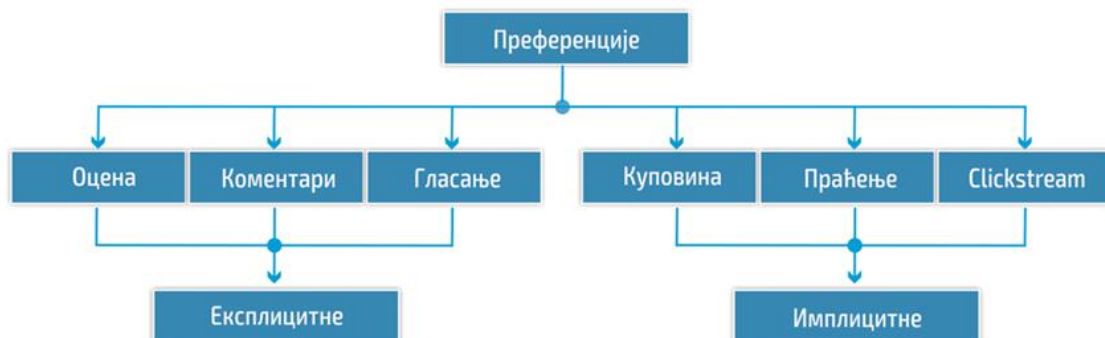 Преференције
Оцена
Коментари
Гласање
Куповина
Праћење
Clickstream
Експлицитне
Имплицитне